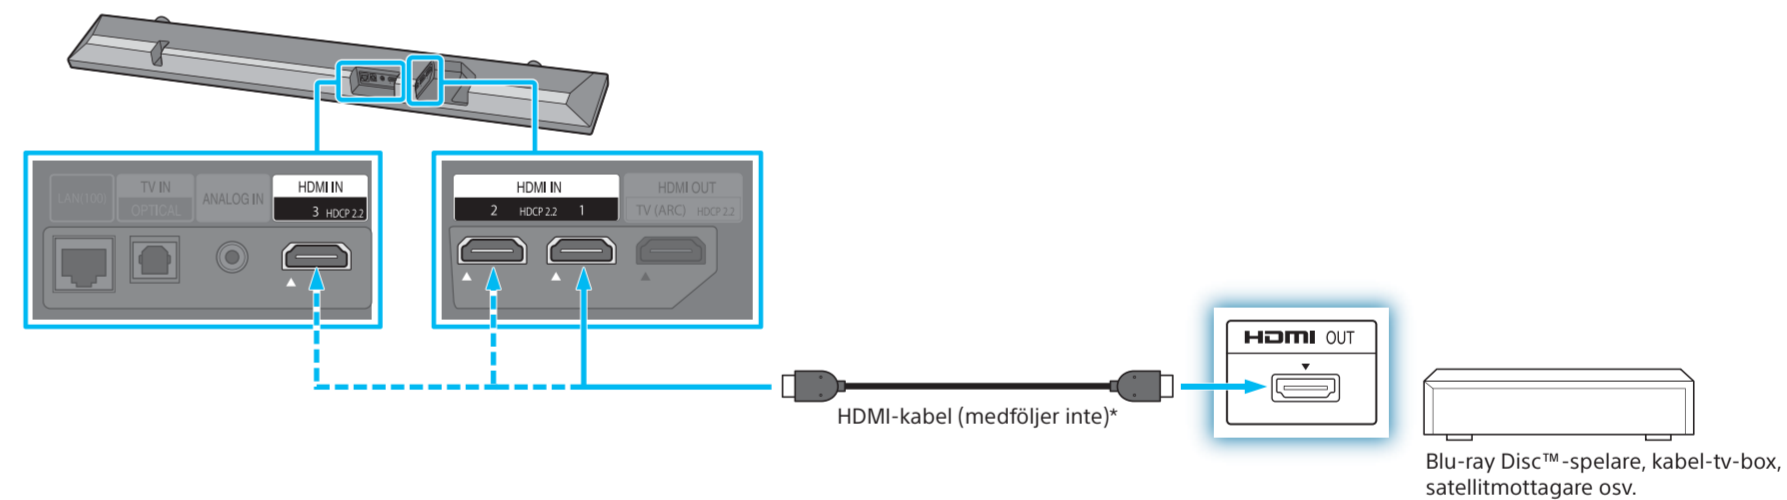 LAN(100)
TV IN
OPTICAL
ANALOG IN
HDMI IN
3 HDCP 2.2
HDMI IN
2 HDCP 2.2 1
HDMI OUT
TV (ARC) HDCP 2.2
HDMI OUT
HDMI-kabel (medföljer inte)*
Blu-ray Disc™-spelare, kabel-tv-box,
satellitmottagare osv.